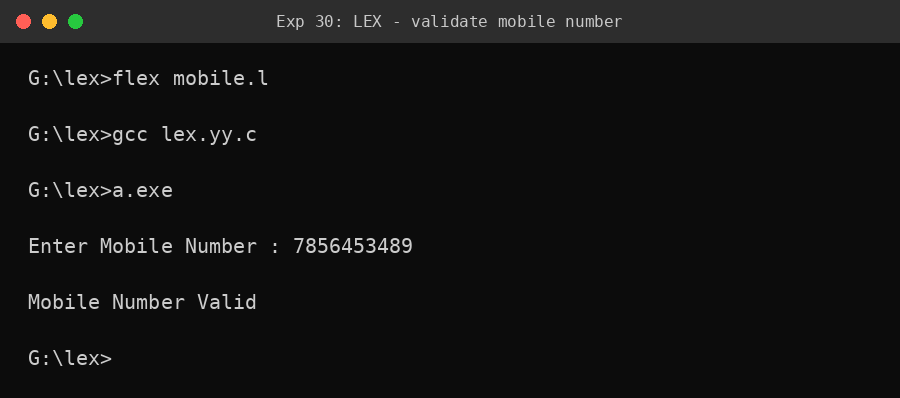 Exp 30: LEX - validate mobile number
G:\lex>flex mobile.l
G:\lex>gcc lex.yy.c
G:\lex>a.exe
Enter Mobile Number : 7856453489
Mobile Number Valid
G:\lex>